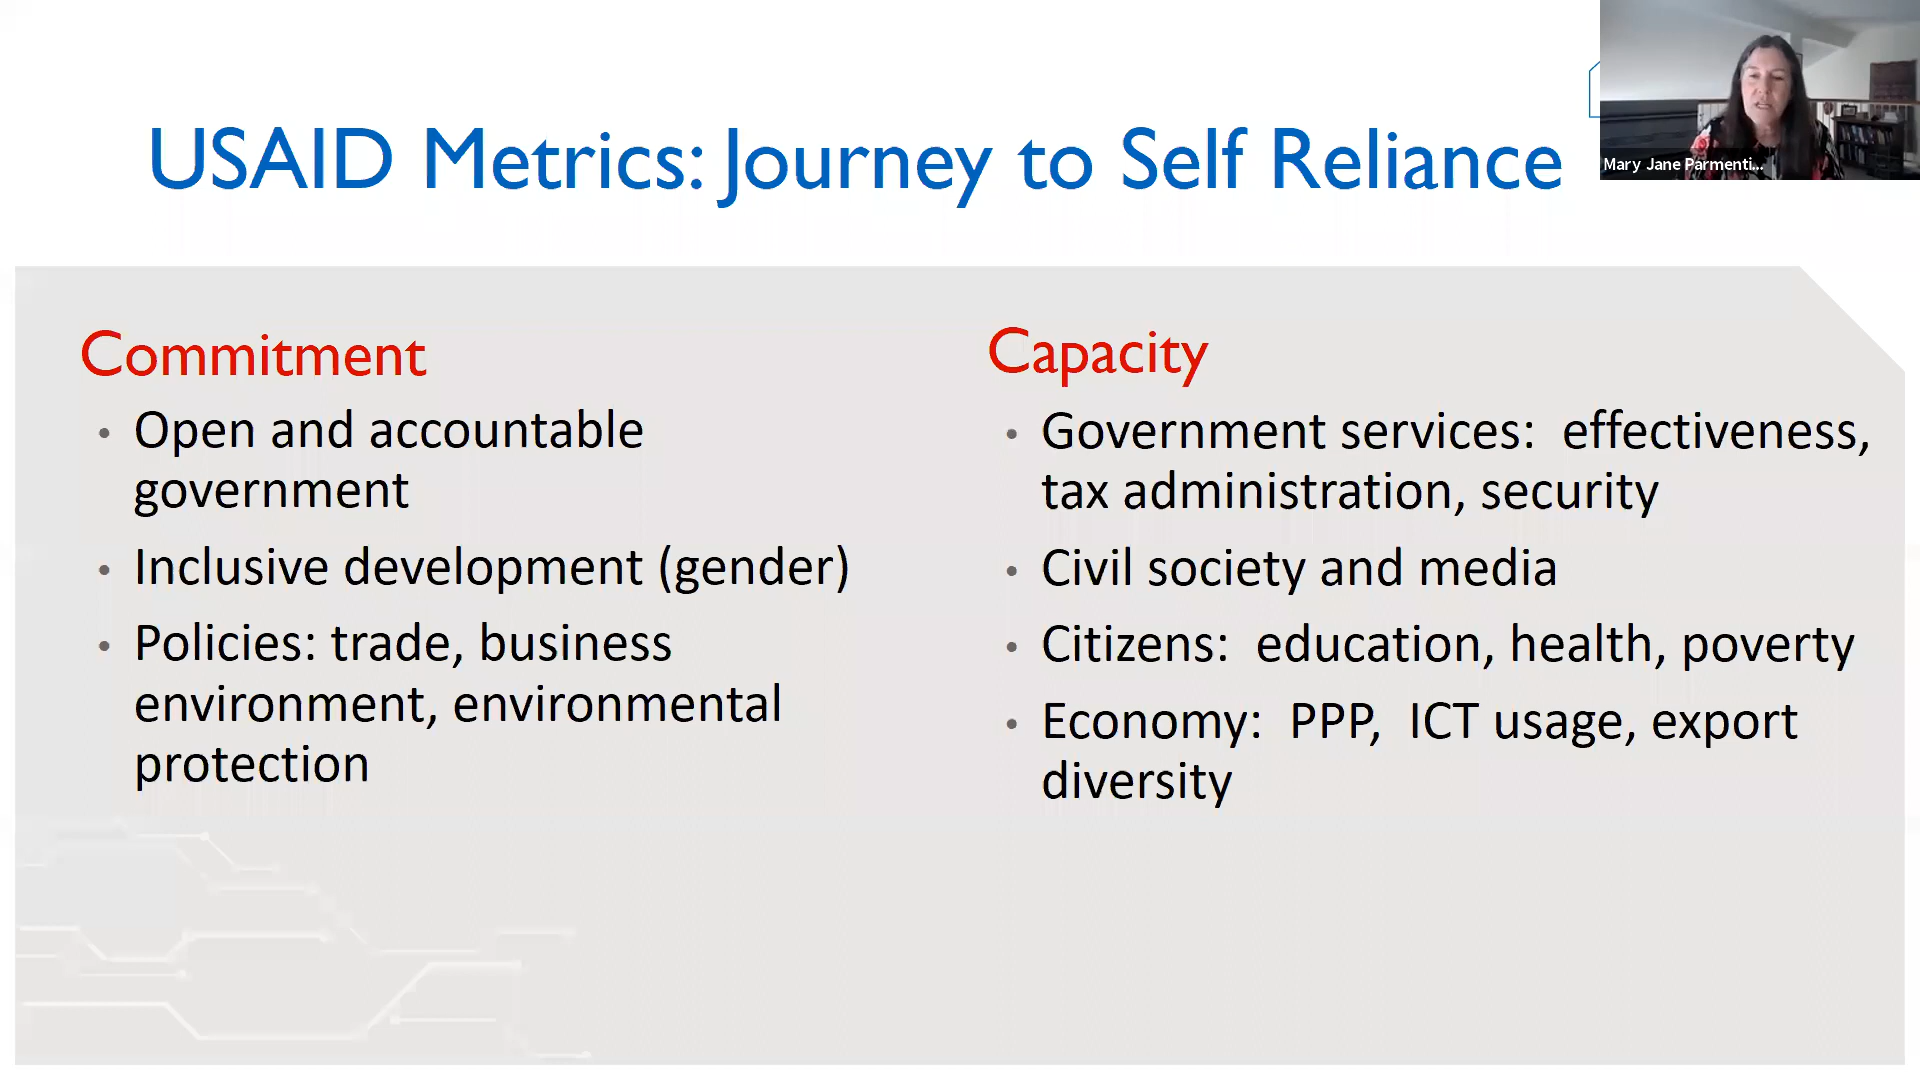 USAID Metrics: Journey to Self Reliance
Mary Jane Parmenti...
Commitment
• Open and accountable
government
• Inclusive development (gender)
• Policies: trade, business
environment, environmental
protection
Capacity
• Government services: effectiveness,
tax administration, security
• Civil society and media
• Citizens: education, health, poverty
• Economy: PPP, ICT usage, export
diversity